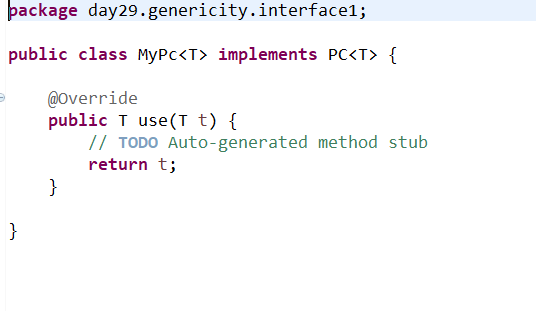 package day29.genericity.interface1;
public class MyPc<T> implements PC<T> {
@Override
public T use(T t) {
// TODO Auto-generated method stub
return t;
}
}